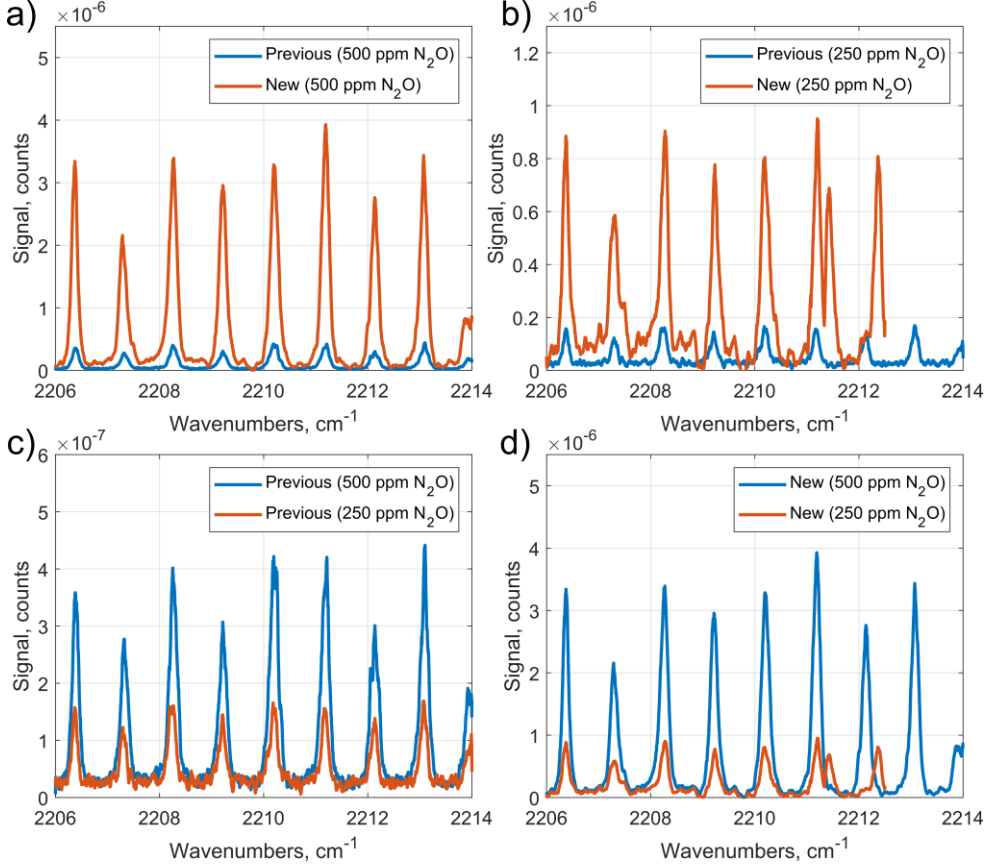 a)
×10⁻⁶
Previous (500 ppm N₂O)
New (500 ppm N₂O)
Signal, counts
5
4
3
2
1
0
2206 2208 2210 2212 2214
Wavenumbers, cm⁻¹
b)
×10⁻⁶
Previous (250 ppm N₂O)
New (250 ppm N₂O)
Signal, counts
1.2
1
0.8
0.6
0.4
0.2
0
2206 2208 2210 2212 2214
Wavenumbers, cm⁻¹
c)
×10⁻⁷
Previous (500 ppm N₂O)
Previous (250 ppm N₂O)
Signal, counts
6
5
4
3
2
1
0
2206 2208 2210 2212 2214
Wavenumbers, cm⁻¹
d)
×10⁻⁶
New (500 ppm N₂O)
New (250 ppm N₂O)
Signal, counts
5
4
3
2
1
0
2206 2208 2210 2212 2214
Wavenumbers, cm⁻¹